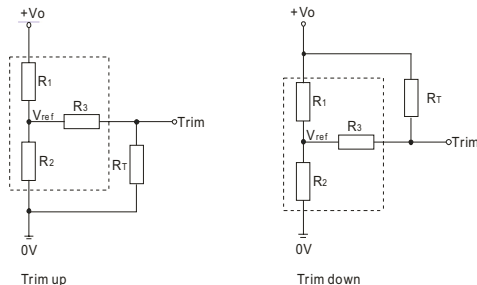 +Vo
R1
Vref
R3
Trim
R2
RT
0V
Trim up
+Vo
R1
RT
Vref
R3
Trim
R2
0V
Trim down